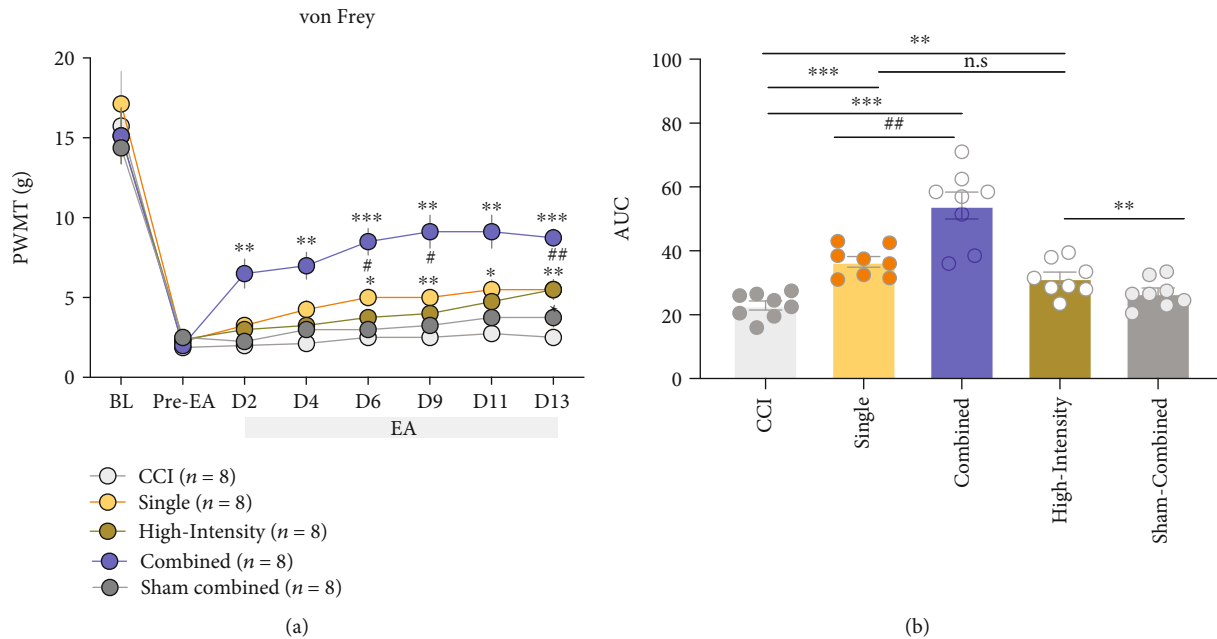 von Frey
20
15
10
5
0
PWMT (g)
**
**
***
**
**
***
#
#
##
*
**
*
**
*
BL Pre-EA D2 D4 D6 D9 D11 D13
EA
CCI (n = 8)
Single (n = 8)
High-Intensity (n = 8)
Combined (n = 8)
Sham combined (n = 8)
(a)
100
80
60
40
20
0
AUC
**
n.s
***
***
##
**
CCI
Single
Combined
High-Intensity
Sham-Combined
(b)